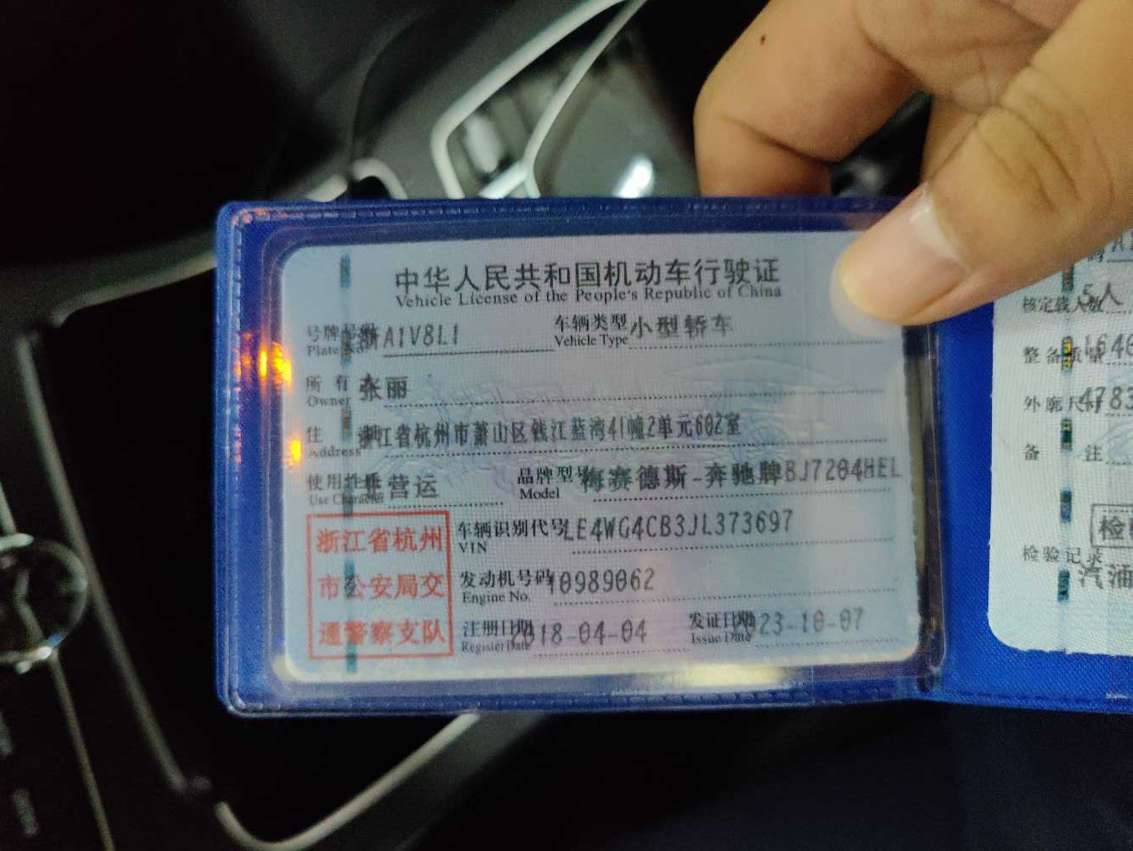 中华人民共和国机动车行驶证
Vehicle License of the People's Republic of China
号牌号码 浙A1V8L1 车辆类型 小型轿车
Plate No. Vehicle Type
所有人 张丽
Owner
住址 浙江省杭州市萧山区钱江蓝湾41幢2单元602室
Address
使用性质 营运 品牌型号 梅赛德斯-奔驰牌BJ7204HEL
Use Character Model
浙江省杭州
市公安局交
通警察支队
车辆识别代号 LE4WG4CB3JL373697
VIN
发动机号码 10989062
Engine No.
注册日期 2018-04-04 发证日期 2023-10-07
Register Date Issue Date
核定载人数 5人
整备质量
外廓尺寸 4783
备注
检验记录
汽油